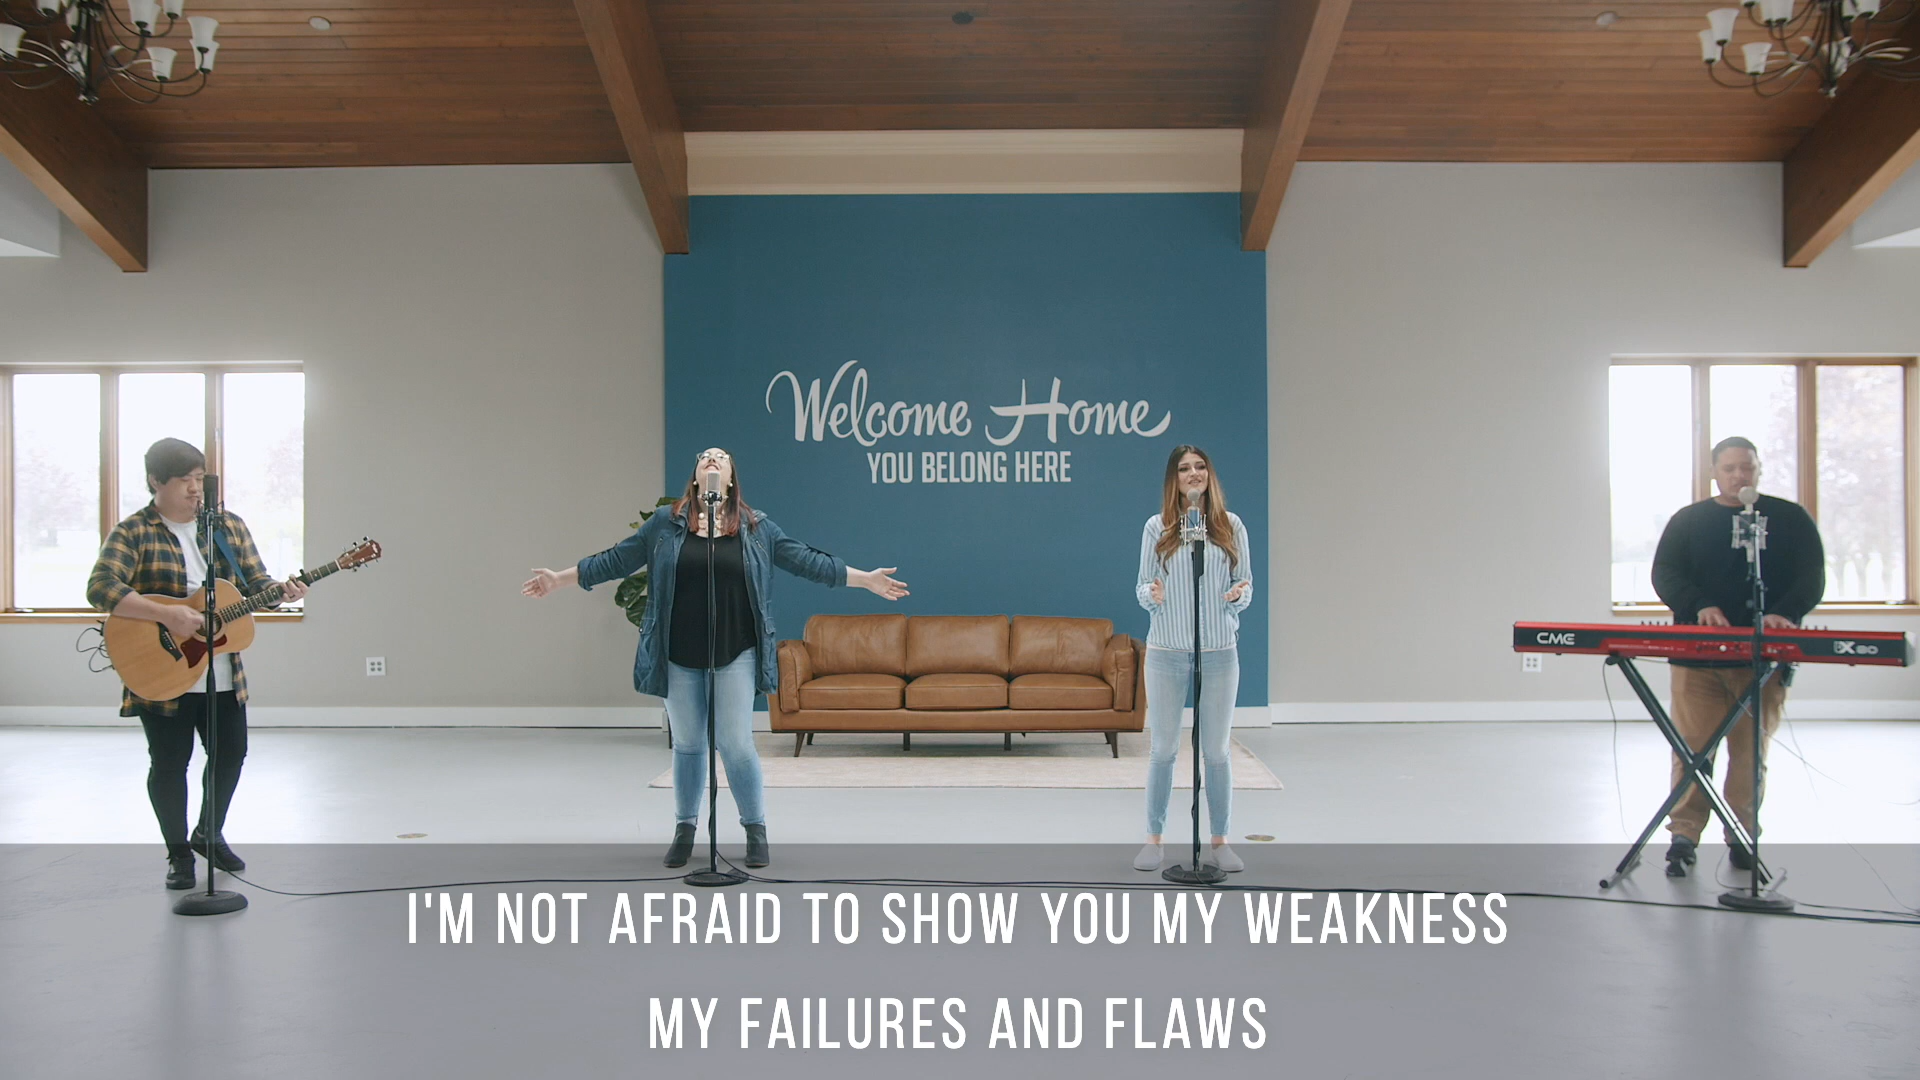 Welcome Home
YOU BELONG HERE
CME
I'M NOT AFRAID TO SHOW YOU MY WEAKNESS
MY FAILURES AND FLAWS